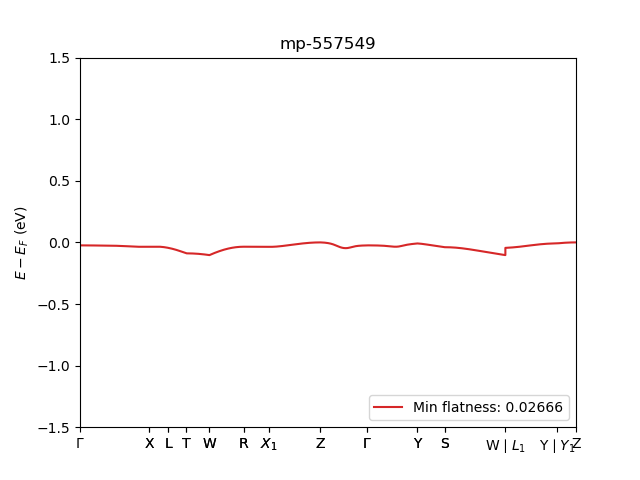 mp-557549
E − E_F (eV)
1.5
1.0
0.5
0.0
−0.5
−1.0
−1.5
Min flatness: 0.02666
Γ X L T W R X₁ Z Γ Y S W | L₁ Y | Y₁ Z